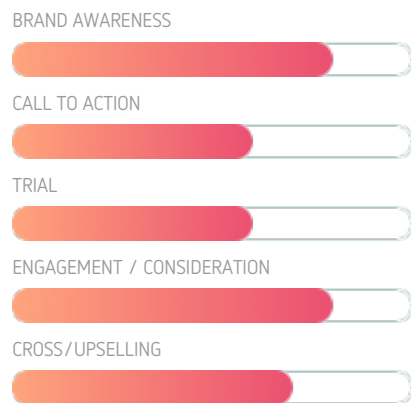 BRAND AWARENESS
CALL TO ACTION
TRIAL
ENGAGEMENT / CONSIDERATION
CROSS/UPSELLING